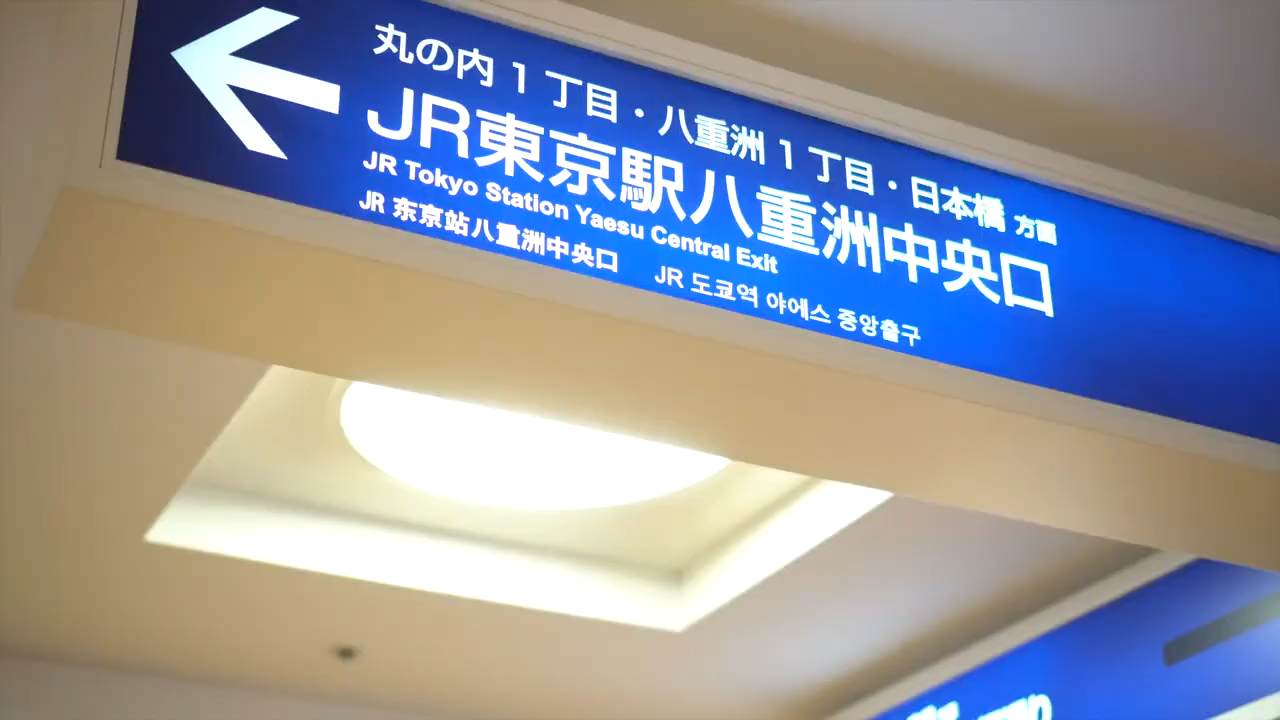 丸の内1丁目・八重洲1丁目・日本橋 方面
JR東京駅八重洲中央口
JR Tokyo Station Yaesu Central Exit
JR 东京站八重洲中央口 JR 도쿄역 야에스 중앙출구